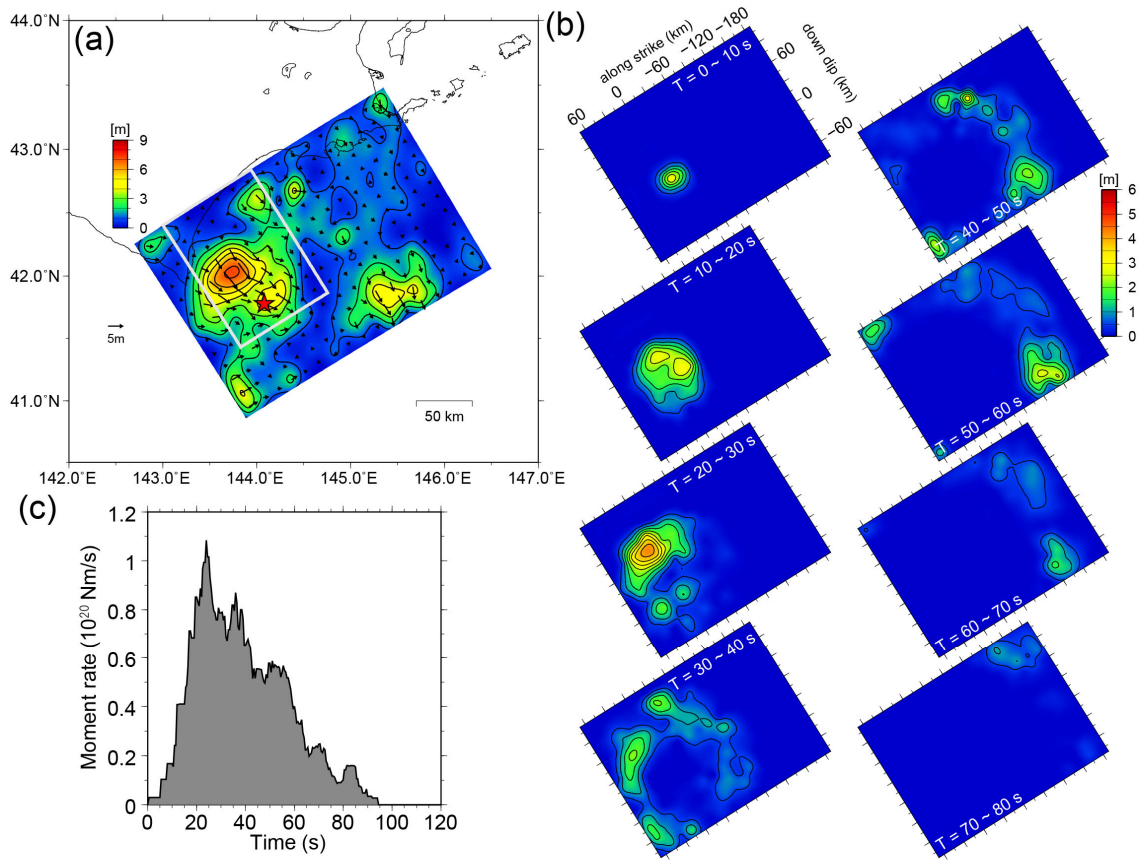 (a)
44.0°N
43.0°N
42.0°N
41.0°N
142.0°E
143.0°E
144.0°E
145.0°E
146.0°E
147.0°E
[m]
9
6
3
0
5m
50 km
(b)
along strike (km)
60
0
−60
−120
−180
down dip (km)
60
0
−60
T = 0 ~ 10 s
T = 10 ~ 20 s
T = 20 ~ 30 s
T = 30 ~ 40 s
T = 40 ~ 50 s
T = 50 ~ 60 s
T = 60 ~ 70 s
T = 70 ~ 80 s
[m]
6
5
4
3
2
1
0
(c)
Moment rate (10²⁰ Nm/s)
1.2
1
0.8
0.6
0.4
0.2
0
0
20
40
60
80
100
120
Time (s)